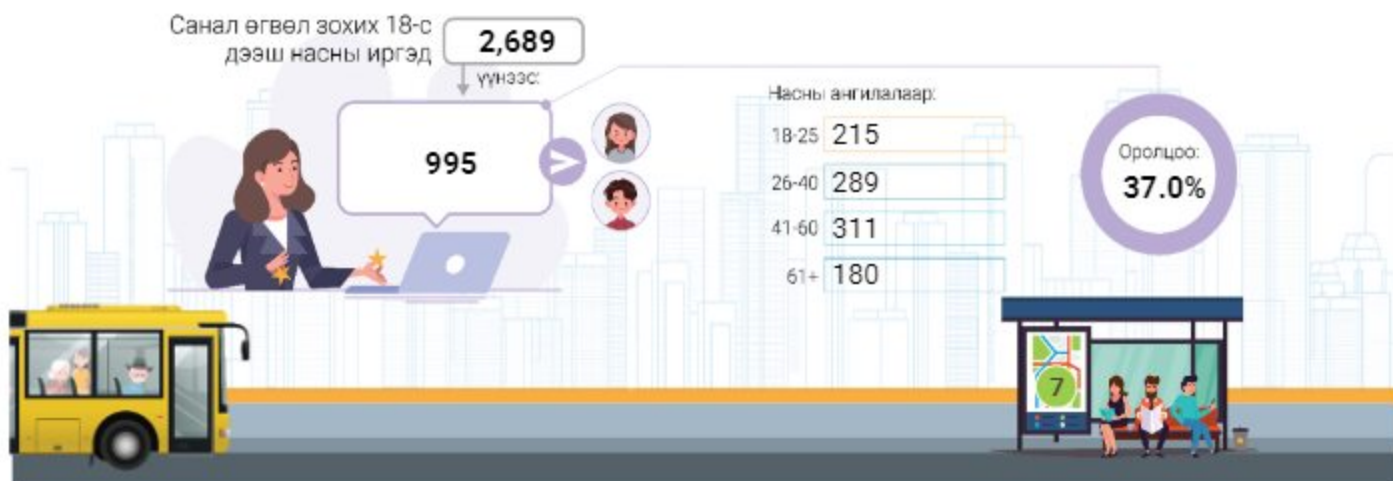 Санал өгвөл зохих 18-с
дээш насны иргэд
2,689
үүнээс:
995
Насны ангилалаар:
18-25 215
26-40 289
41-60 311
61+ 180
Оролцоо:
37.0%
7